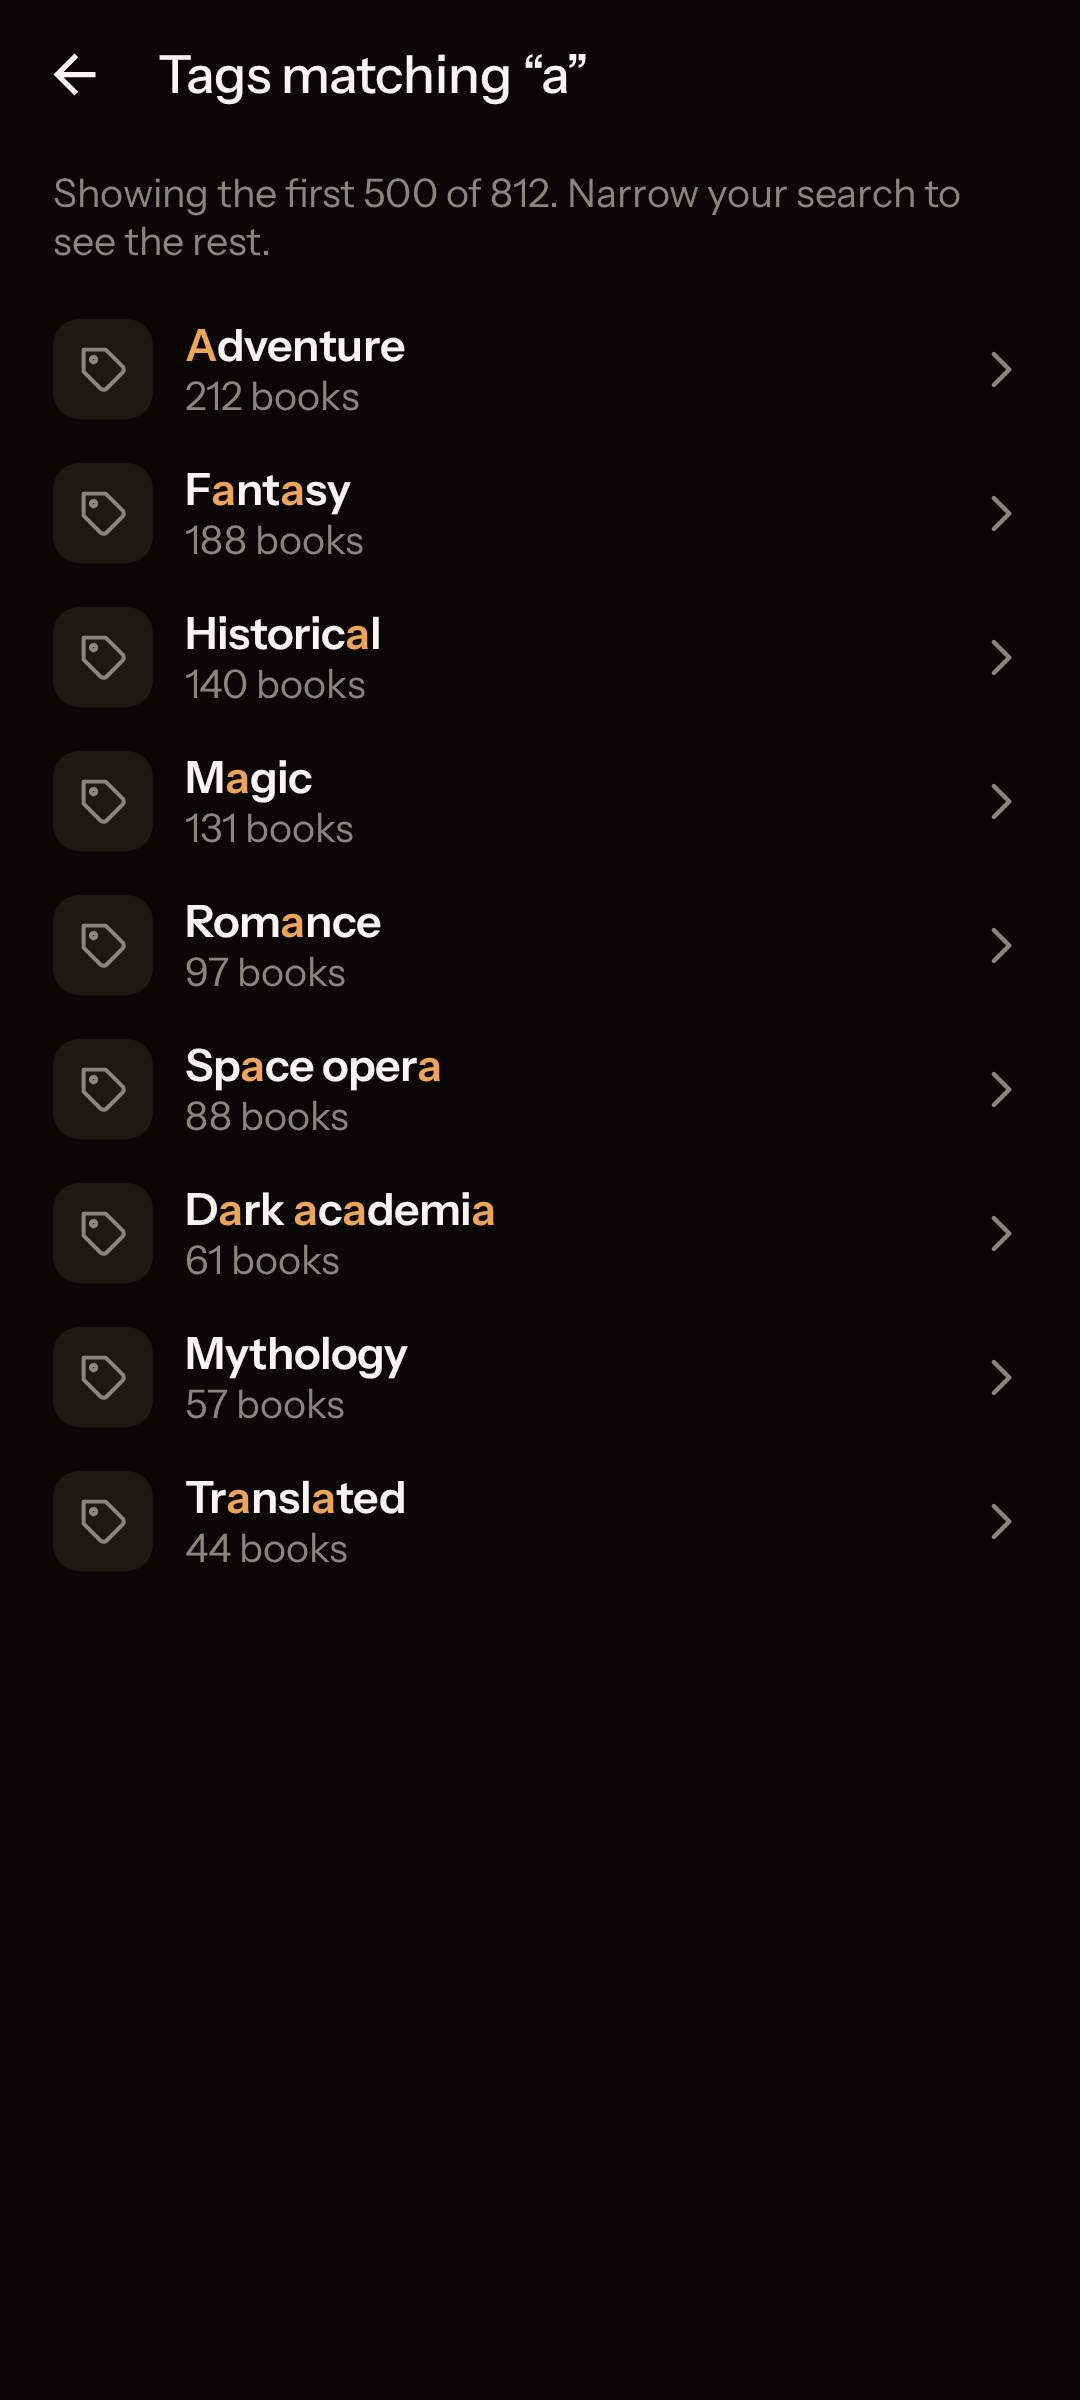 Tags matching “a”
Showing the first 500 of 812. Narrow your search to
see the rest.
Adventure
212 books
Fantasy
188 books
Historical
140 books
Magic
131 books
Romance
97 books
Space opera
88 books
Dark academia
61 books
Mythology
57 books
Translated
44 books